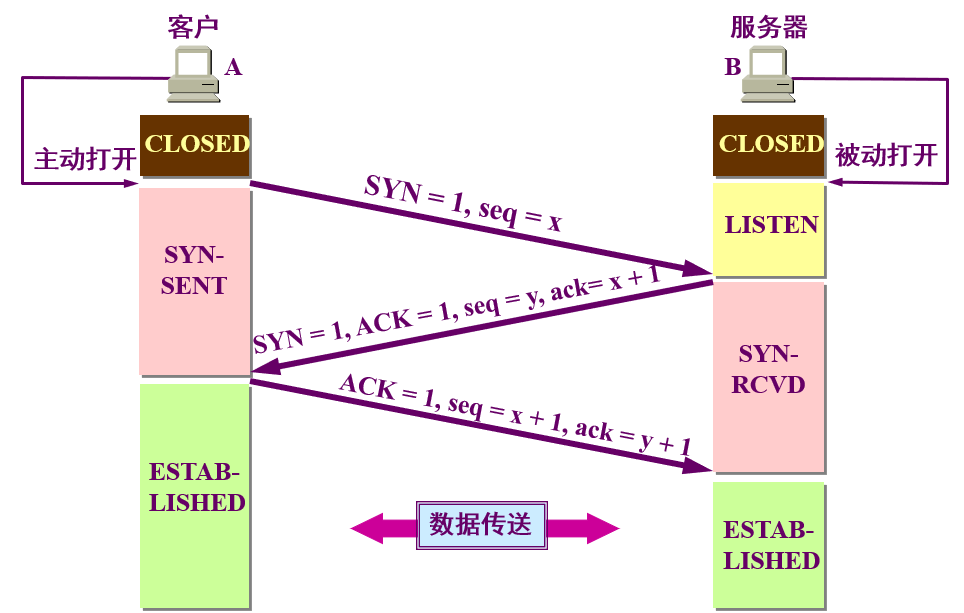 客户
服务器
A
B
CLOSED
CLOSED
主动打开
被动打开
SYN = 1, seq = x
LISTEN
SYN-
SENT
SYN = 1, ACK = 1, seq = y, ack= x + 1
SYN-
RCVD
ACK = 1, seq = x + 1, ack = y + 1
ESTAB-
LISHED
数据传送
ESTAB-
LISHED